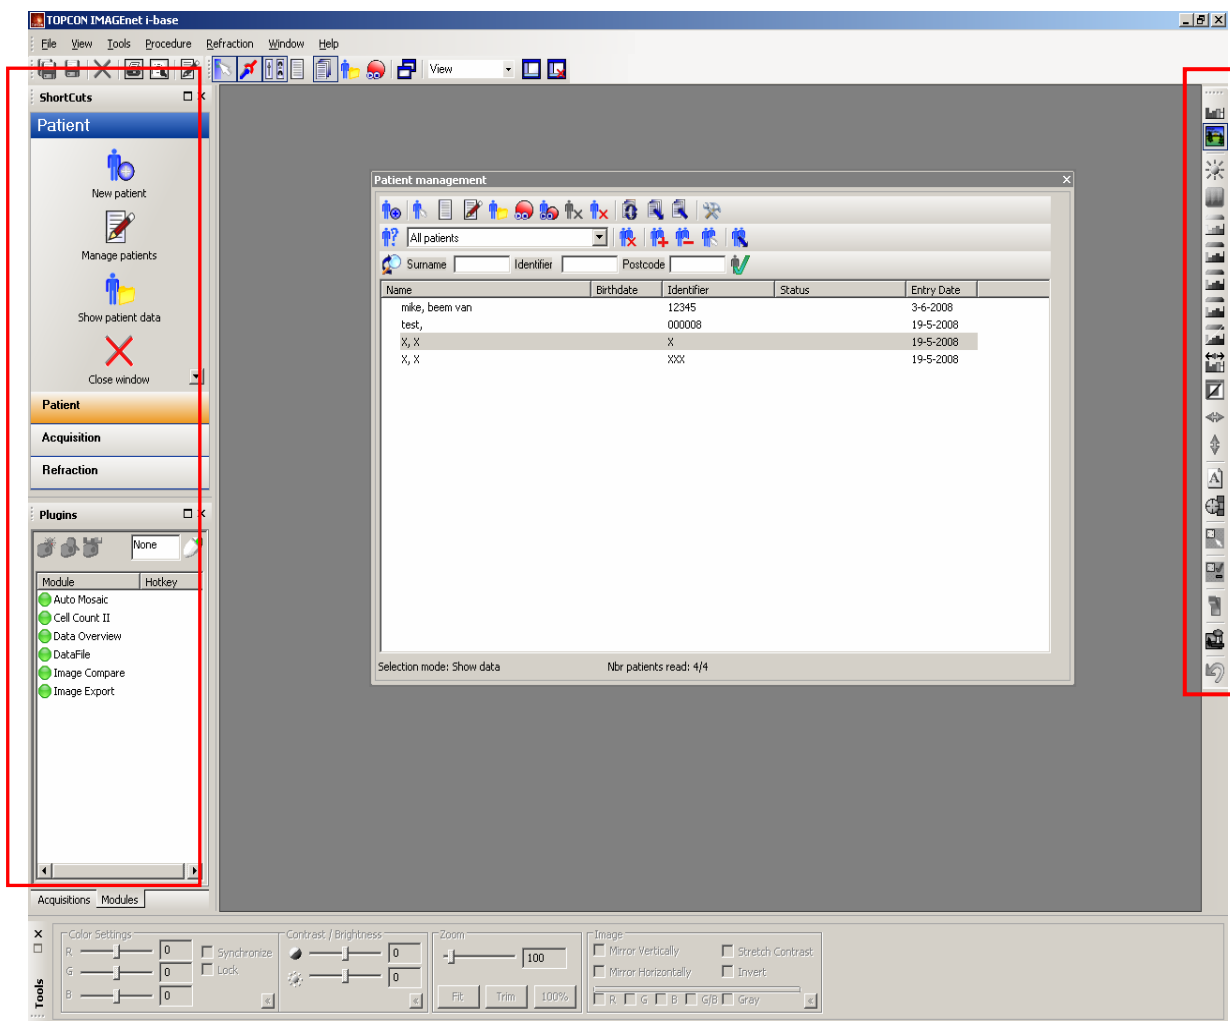 TOPCON IMAGEnet i-base
File View Tools Procedure Refraction Window Help
View
ShortCuts
Patient
New patient
Manage patients
Show patient data
Close window
Patient
Acquisition
Refraction
Plugins
None
Module Hotkey
Auto Mosaic
Cell Count II
Data Overview
DataFile
Image Compare
Image Export
Acquisitions Modules
Patient management
All patients
Surname Identifier Postcode
Name Birthdate Identifier Status Entry Date
mike, beem van 12345 3-6-2008
test, 000008 19-5-2008
X, X X 19-5-2008
X, X XXX 19-5-2008
Selection mode: Show data Nbr patients read: 4/4
Tools
Color Settings
R 0
G 0
B 0
Synchronize
Lock
Contrast / Brightness
0
0
Zoom
100
Fit Trim 100%
Image
Mirror Vertically Stretch Contrast
Mirror Horizontally Invert
R G B G/B Gray